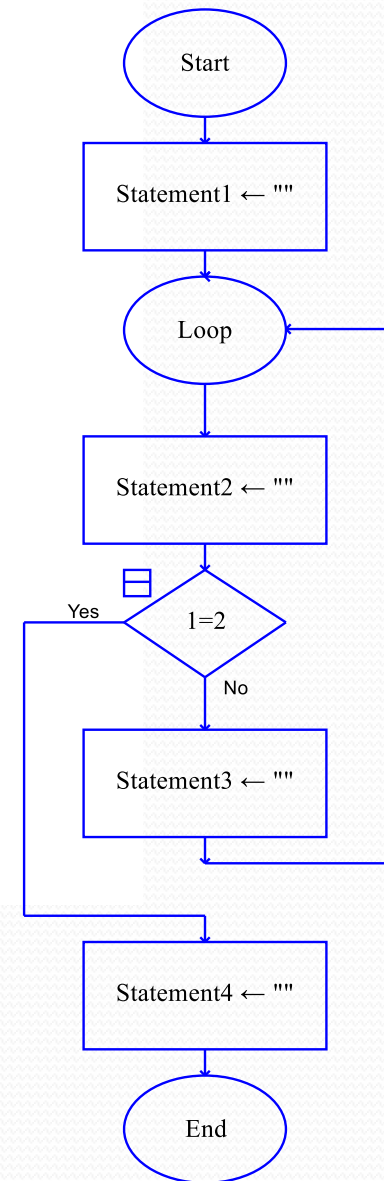 Start
Statement1 ← ""
Loop
Statement2 ← ""
Yes
1=2
No
Statement3 ← ""
Statement4 ← ""
End